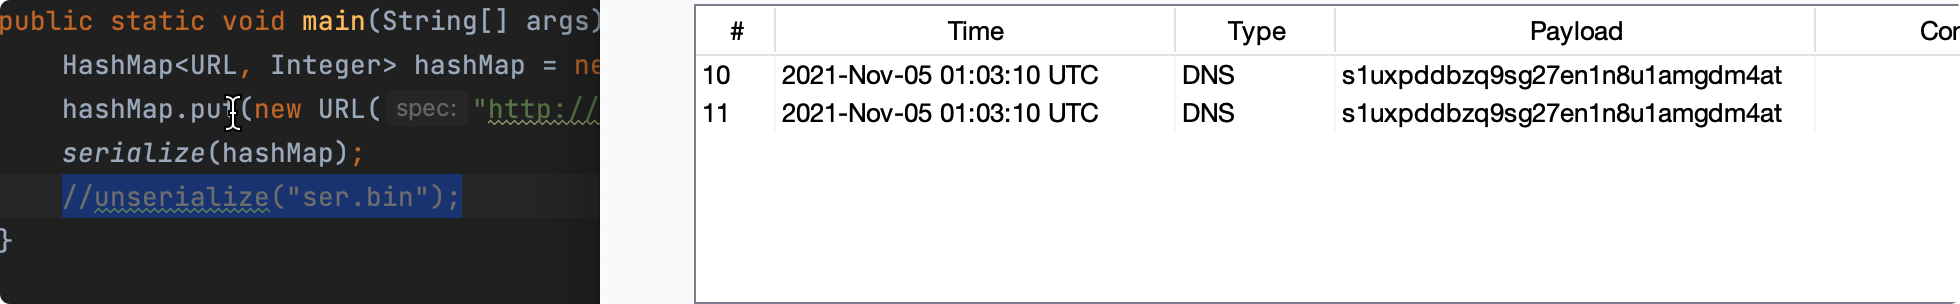 public static void main(String[] args)
HashMap<URL, Integer> hashMap = ne
hashMap.put(new URL( spec: "http://
serialize(hashMap);
//unserialize("ser.bin");
}
# Time Type Payload Cor
10 2021-Nov-05 01:03:10 UTC DNS s1uxpddbzq9sg27en1n8u1amgdm4at
11 2021-Nov-05 01:03:10 UTC DNS s1uxpddbzq9sg27en1n8u1amgdm4at